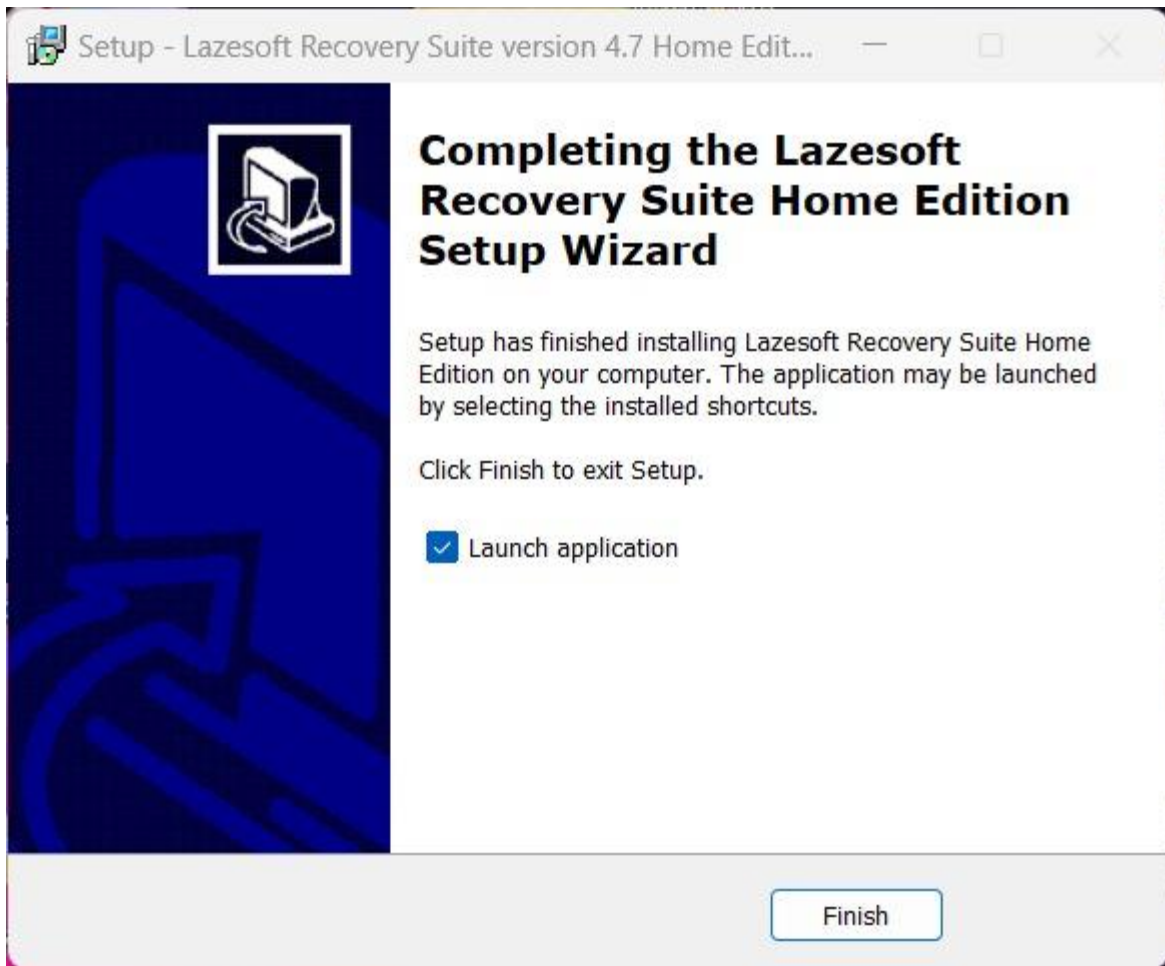 Setup - Lazesoft Recovery Suite version 4.7 Home Edit...
Completing the Lazesoft
Recovery Suite Home Edition
Setup Wizard
Setup has finished installing Lazesoft Recovery Suite Home
Edition on your computer. The application may be launched
by selecting the installed shortcuts.
Click Finish to exit Setup.
Launch application
Finish